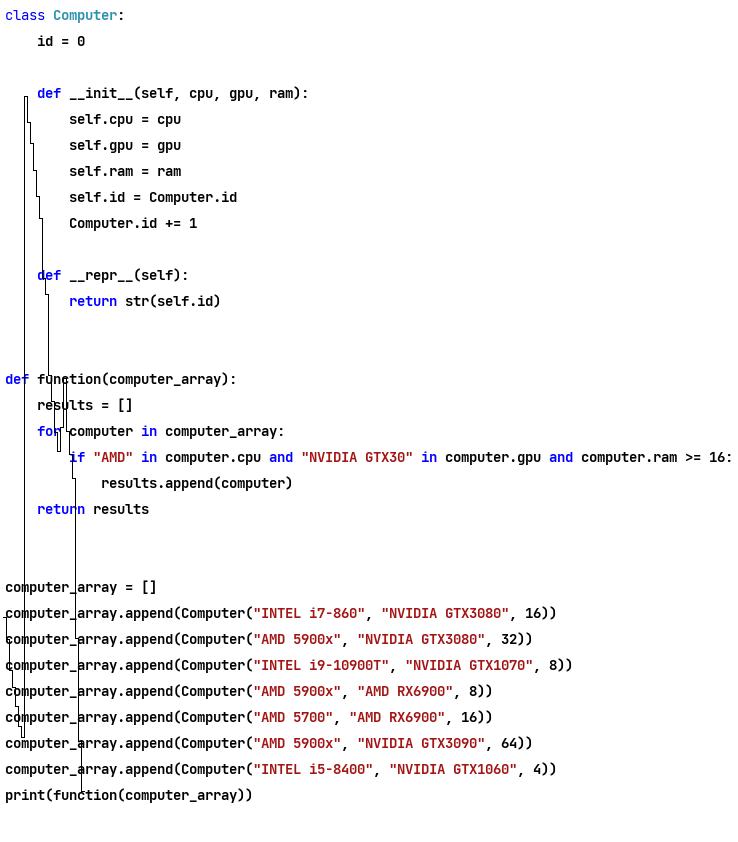 class Computer:
    id = 0
    def __init__(self, cpu, gpu, ram):
        self.cpu = cpu
        self.gpu = gpu
        self.ram = ram
        self.id = Computer.id
        Computer.id += 1
    def __repr__(self):
        return str(self.id)
def function(computer_array):
    results = []
    for computer in computer_array:
        if "AMD" in computer.cpu and "NVIDIA GTX30" in computer.gpu and computer.ram >= 16:
            results.append(computer)
    return results
computer_array = []
computer_array.append(Computer("INTEL i7-860", "NVIDIA GTX3080", 16))
computer_array.append(Computer("AMD 5900x", "NVIDIA GTX3080", 32))
computer_array.append(Computer("INTEL i9-10900T", "NVIDIA GTX1070", 8))
computer_array.append(Computer("AMD 5900x", "AMD RX6900", 8))
computer_array.append(Computer("AMD 5700", "AMD RX6900", 16))
computer_array.append(Computer("AMD 5900x", "NVIDIA GTX3090", 64))
computer_array.append(Computer("INTEL i5-8400", "NVIDIA GTX1060", 4))
print(function(computer_array))